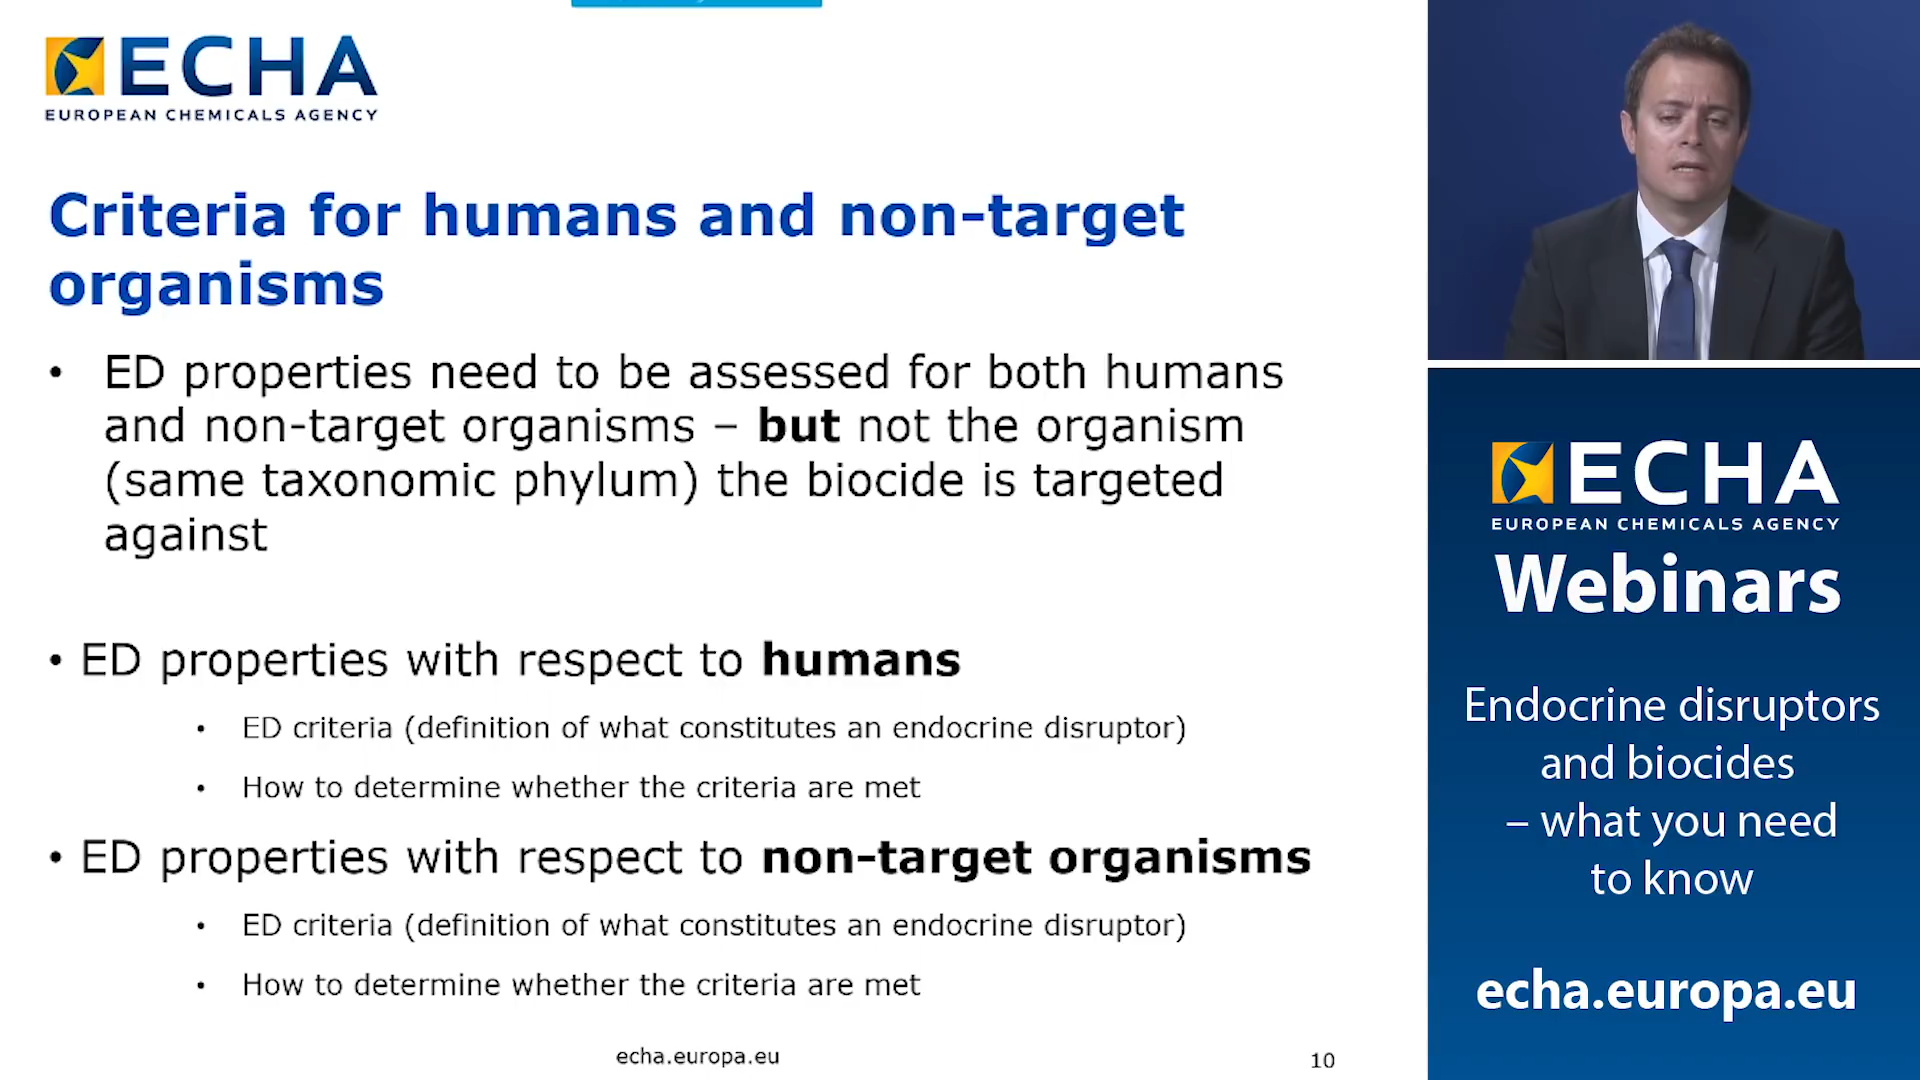 ECHA
EUROPEAN CHEMICALS AGENCY
Criteria for humans and non-target
organisms
• ED properties need to be assessed for both humans
and non-target organisms – but not the organism
(same taxonomic phylum) the biocide is targeted
against
• ED properties with respect to humans
• ED criteria (definition of what constitutes an endocrine disruptor)
• How to determine whether the criteria are met
• ED properties with respect to non-target organisms
• ED criteria (definition of what constitutes an endocrine disruptor)
• How to determine whether the criteria are met
echa.europa.eu
10
ECHA
EUROPEAN CHEMICALS AGENCY
Webinars
Endocrine disruptors
and biocides
– what you need
to know
echa.europa.eu